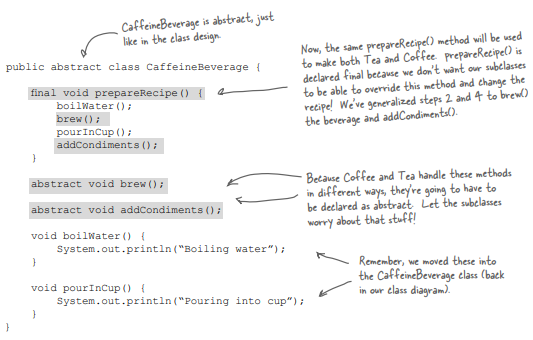 CaffeineBeverage is abstract, just
like in the class design.
public abstract class CaffeineBeverage {
final void prepareRecipe() {
boilWater();
brew();
pourInCup();
addCondiments();
}
Now, the same prepareRecipe() method will be used
to make both Tea and Coffee. prepareRecipe() is
declared final because we don't want our subclasses
to be able to override this method and change the
recipe! We've generalized steps 2 and 4 to brew()
the beverage and addCondiments().
abstract void brew();
abstract void addCondiments();
Because Coffee and Tea handle these methods
in different ways, they're going to have to
be declared as abstract. Let the subclasses
worry about that stuff!
void boilWater() {
System.out.println(“Boiling water”);
}
void pourInCup() {
System.out.println(“Pouring into cup”);
}
}
Remember, we moved these into
the CaffeineBeverage class (back
in our class diagram).